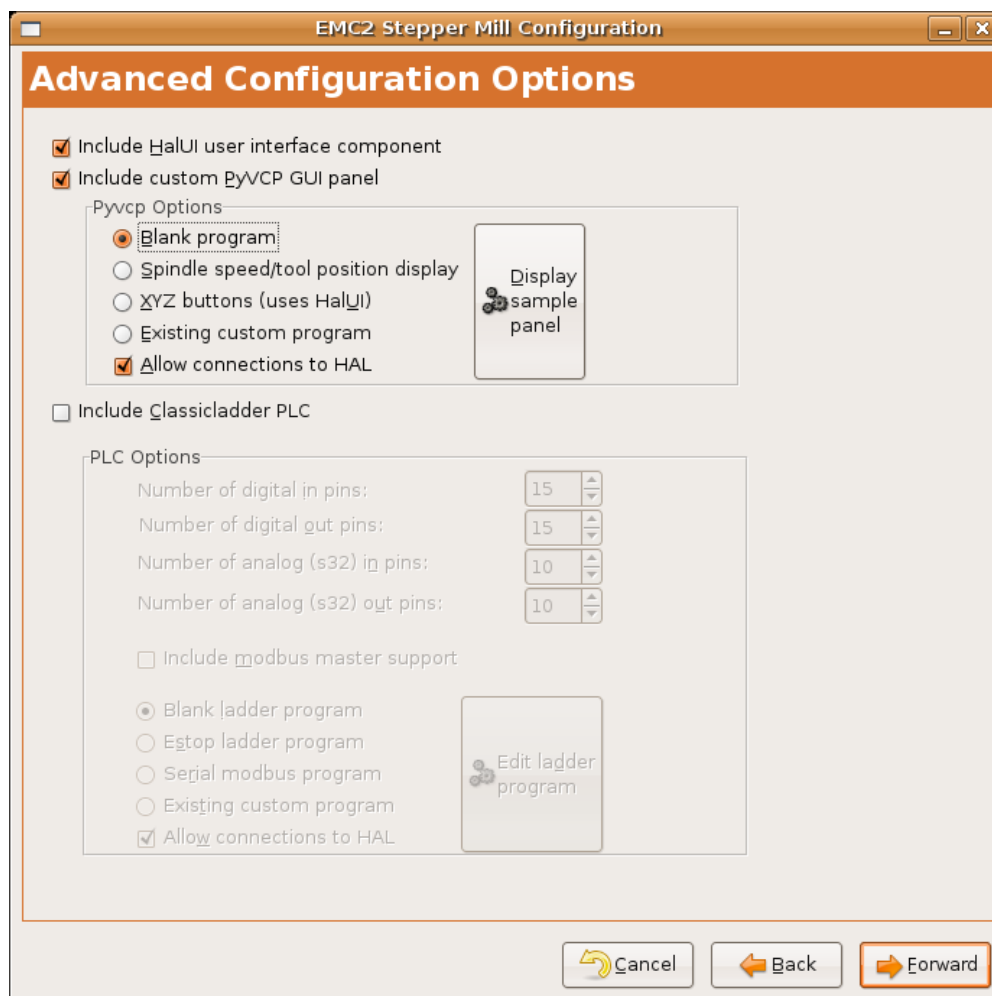 EMC2 Stepper Mill Configuration
Advanced Configuration Options
Include HalUI user interface component
Include custom PyVCP GUI panel
Pyvcp Options
Blank program
Spindle speed/tool position display
XYZ buttons (uses HalUI)
Existing custom program
Allow connections to HAL
Display
sample
panel
Include Classicladder PLC
PLC Options
Number of digital in pins: 15
Number of digital out pins: 15
Number of analog (s32) in pins: 10
Number of analog (s32) out pins: 10
Include modbus master support
Blank ladder program
Estop ladder program
Serial modbus program
Existing custom program
Allow connections to HAL
Edit ladder
program
Cancel Back Forward